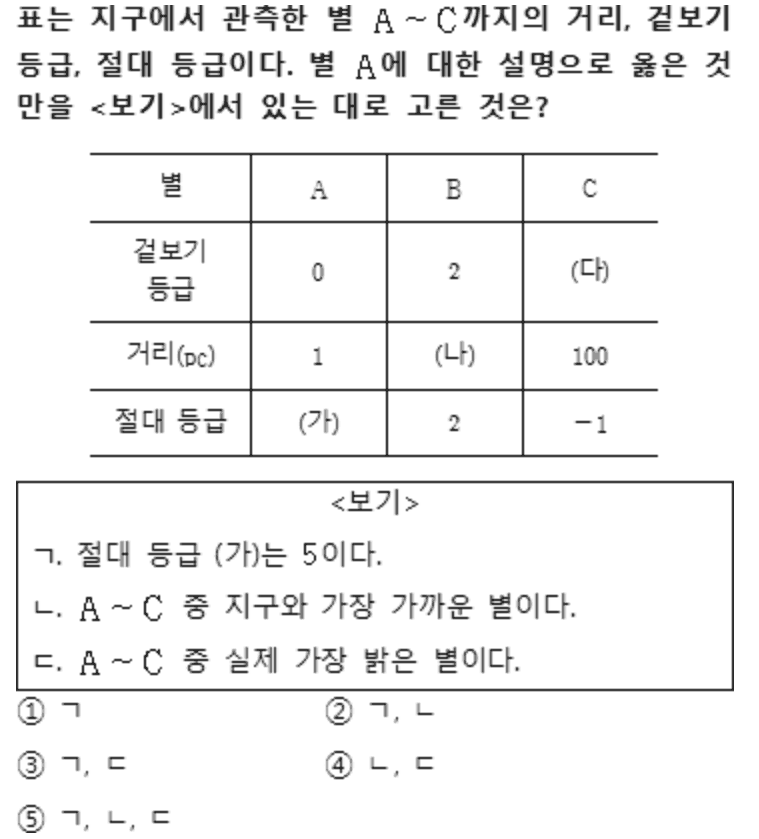 표는 지구에서 관측한 별 A ~ C까지의 거리, 겉보기
등급, 절대 등급이다. 별 A에 대한 설명으로 옳은 것
만을 <보기>에서 있는 대로 고른 것은?
별 A B C
겉보기
등급 0 2 (다)
거리(pc) 1 (나) 100
절대 등급 (가) 2 -1
<보기>
ㄱ. 절대 등급 (가)는 5이다.
ㄴ. A ~ C 중 지구와 가장 가까운 별이다.
ㄷ. A ~ C 중 실제 가장 밝은 별이다.
① ㄱ ② ㄱ, ㄴ
③ ㄱ, ㄷ ④ ㄴ, ㄷ
⑤ ㄱ, ㄴ, ㄷ